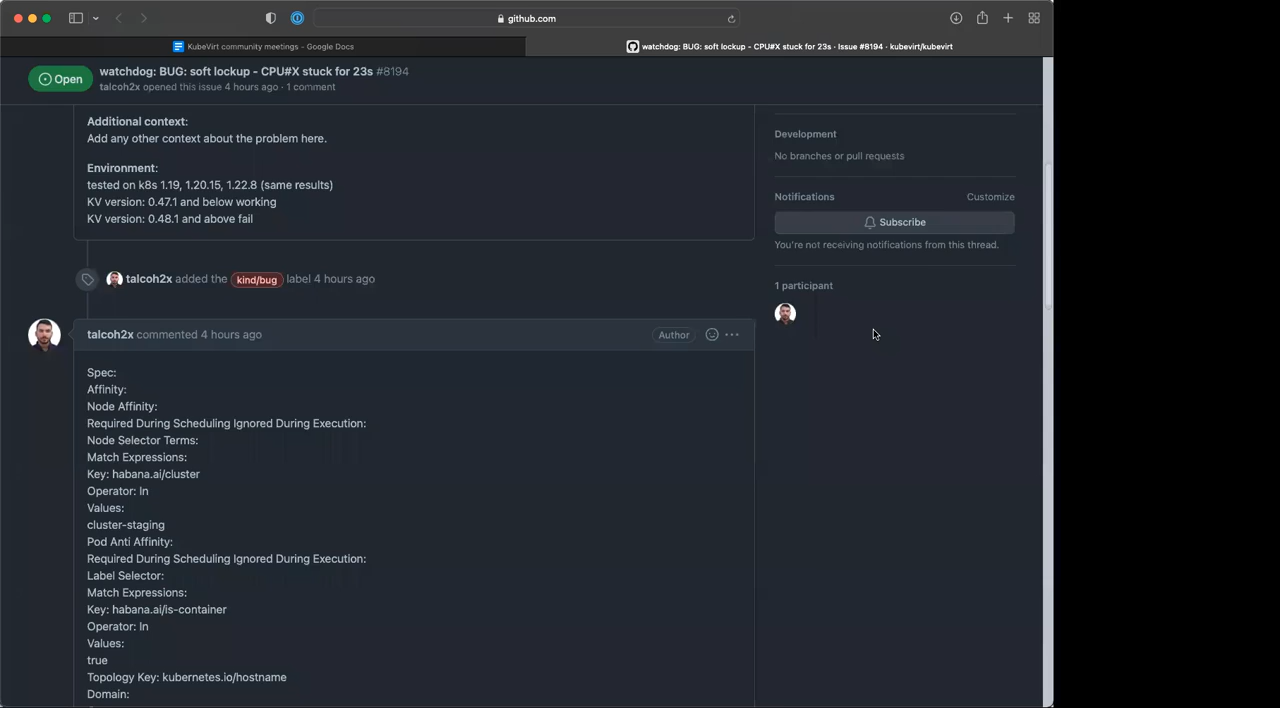 github.com
KubeVirt community meetings - Google Docs
watchdog: BUG: soft lockup - CPU#X stuck for 23s · Issue #8194 · kubevirt/kubevirt
Open
watchdog: BUG: soft lockup - CPU#X stuck for 23s #8194
talcoh2x opened this issue 4 hours ago · 1 comment
Additional context:
Add any other context about the problem here.
Environment:
tested on k8s 1.19, 1.20.15, 1.22.8 (same results)
KV version: 0.47.1 and below working
KV version: 0.48.1 and above fail
talcoh2x added the kind/bug label 4 hours ago
talcoh2x commented 4 hours ago
Author
Spec:
Affinity:
Node Affinity:
Required During Scheduling Ignored During Execution:
Node Selector Terms:
Match Expressions:
Key: habana.ai/cluster
Operator: In
Values:
cluster-staging
Pod Anti Affinity:
Required During Scheduling Ignored During Execution:
Label Selector:
Match Expressions:
Key: habana.ai/is-container
Operator: In
Values:
true
Topology Key: kubernetes.io/hostname
Domain:
Development
No branches or pull requests
Notifications
Customize
Subscribe
You're not receiving notifications from this thread.
1 participant